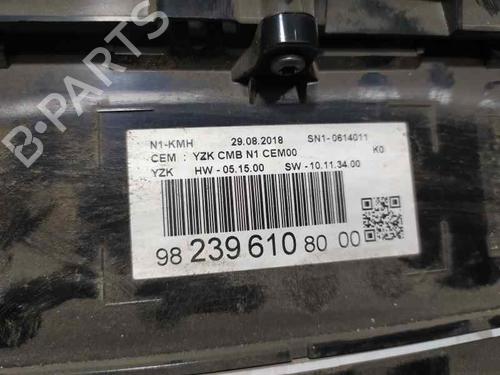 N1-KMH 29.08.2018 SN1-0614011
CEM : YZK CMB N1 CEM00 K0
YZK HW - 05.15.00 SW - 10.11.34.00
98 239 610 80 00
B-PARTS